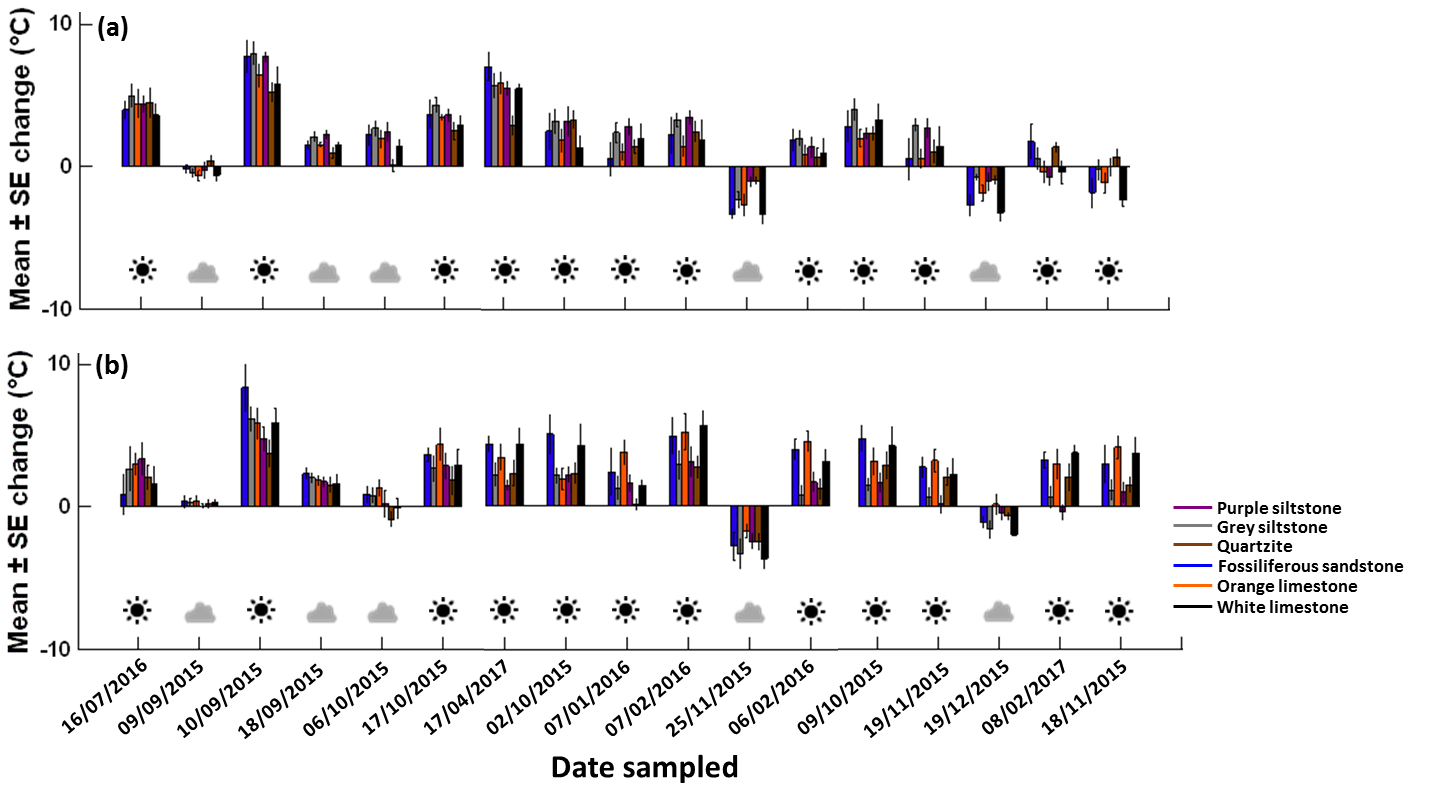 Mean ± SE change (°C)
10
(a)
0
-10
Mean ± SE change (°C)
10
(b)
0
-10
Purple siltstone
Grey siltstone
Quartzite
Fossiliferous sandstone
Orange limestone
White limestone
16/07/2016
09/09/2015
10/09/2015
18/09/2015
06/10/2015
17/10/2015
17/04/2017
02/10/2015
07/01/2016
07/02/2016
25/11/2015
06/02/2016
09/10/2015
19/11/2015
19/12/2015
08/02/2017
18/11/2015
Date sampled